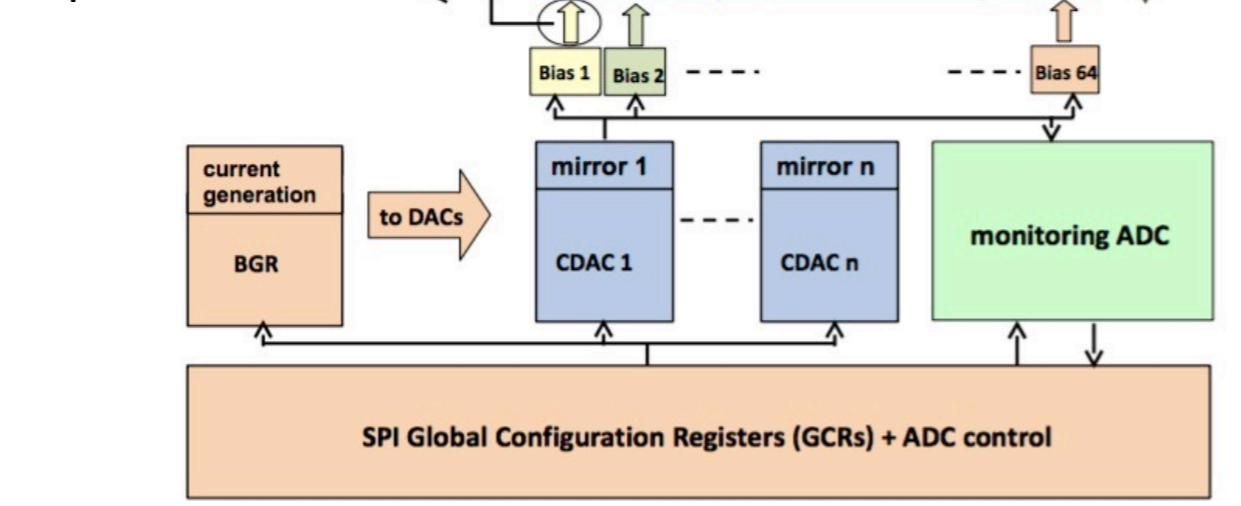 Bias 1
Bias 2
Bias 64
current
generation
BGR
to DACs
mirror 1
CDAC 1
mirror n
CDAC n
monitoring ADC
SPI Global Configuration Registers (GCRs) + ADC control